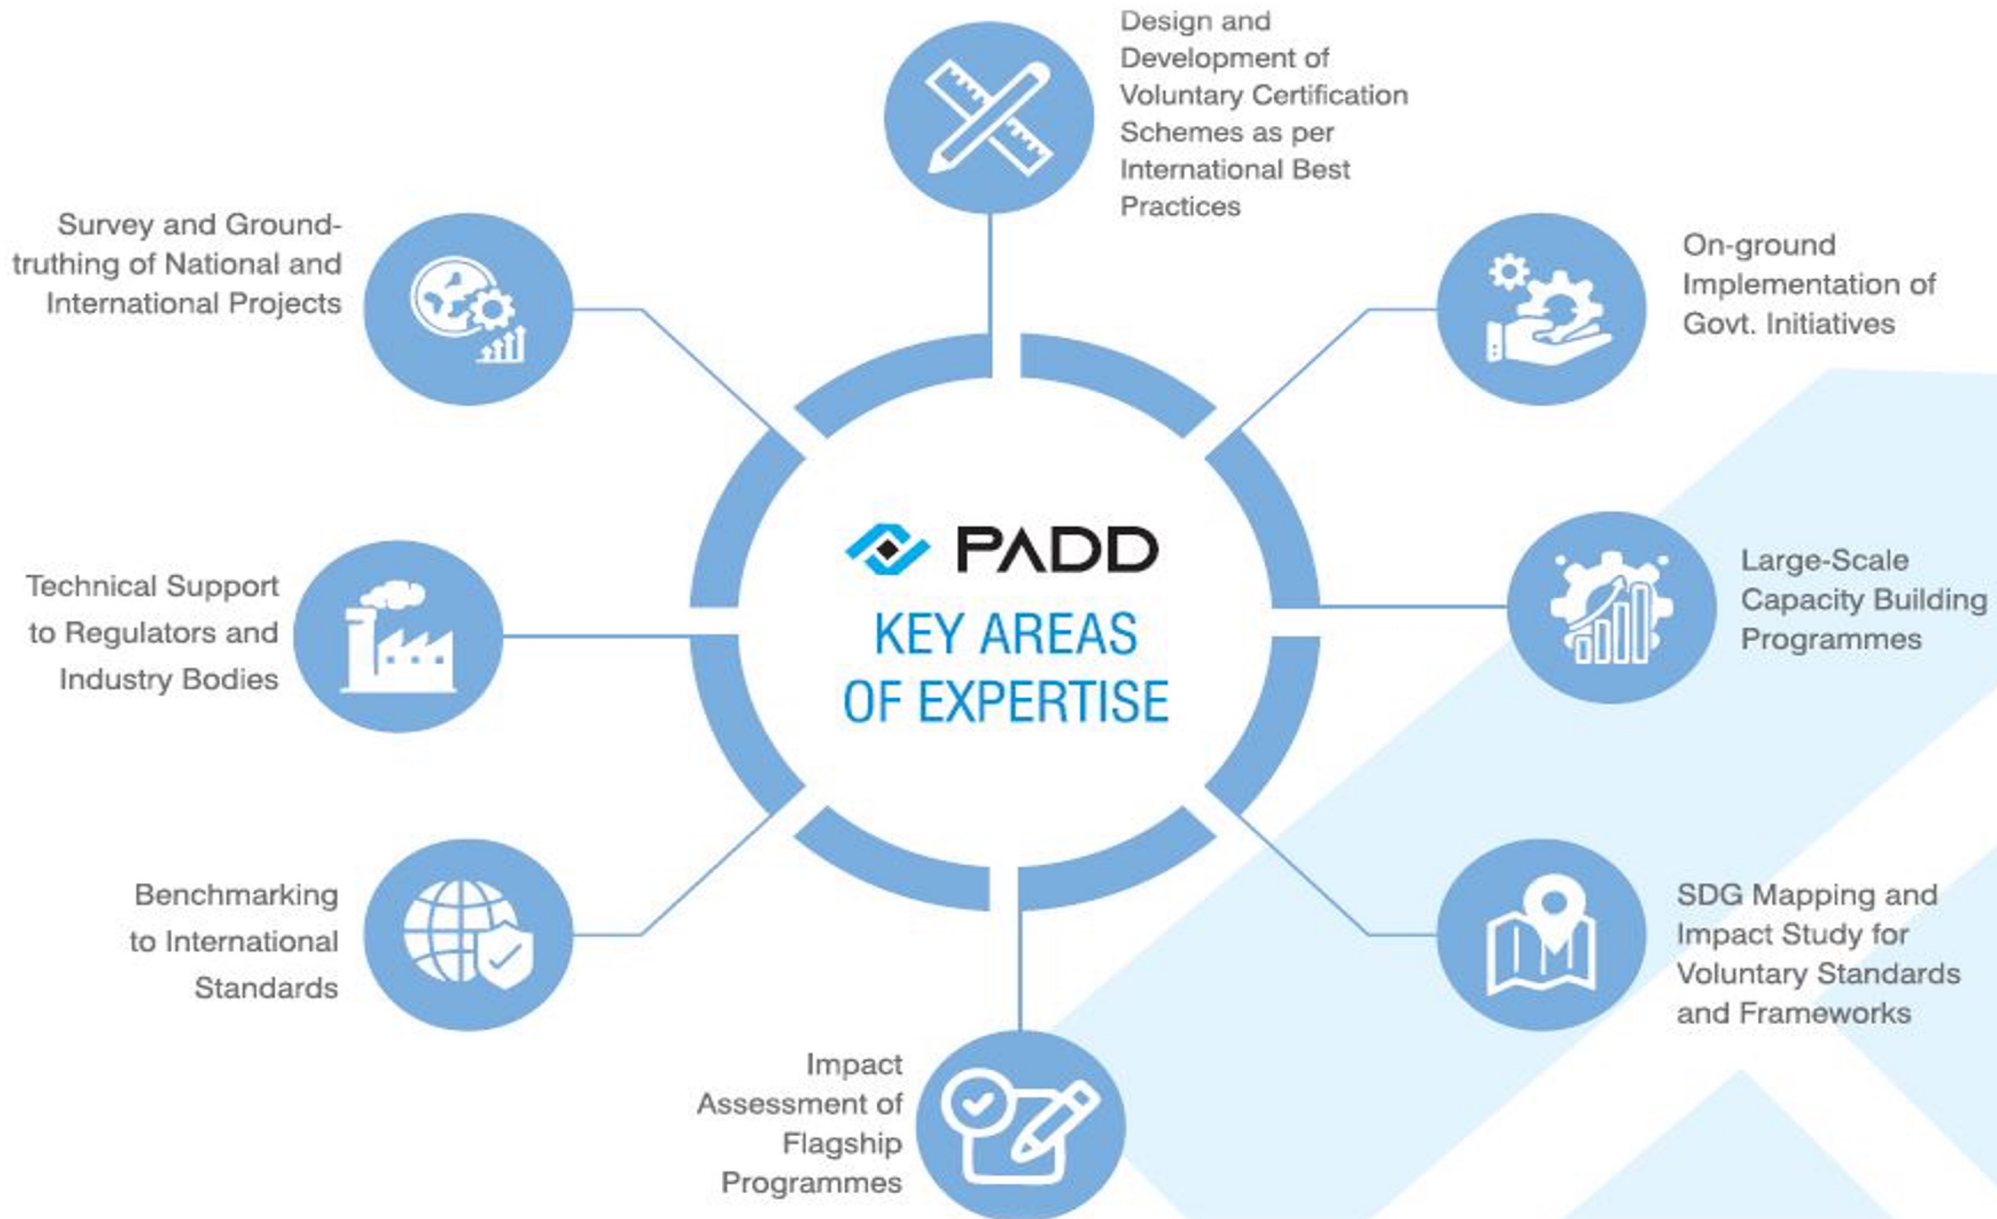 Design and
Development of
Voluntary Certification
Schemes as per
International Best
Practices
On-ground
Implementation of
Govt. Initiatives
Large-Scale
Capacity Building
Programmes
SDG Mapping and
Impact Study for
Voluntary Standards
and Frameworks
Impact
Assessment of
Flagship
Programmes
Benchmarking
to International
Standards
Technical Support
to Regulators and
Industry Bodies
Survey and Ground-
truthing of National and
International Projects
PADD
KEY AREAS
OF EXPERTISE